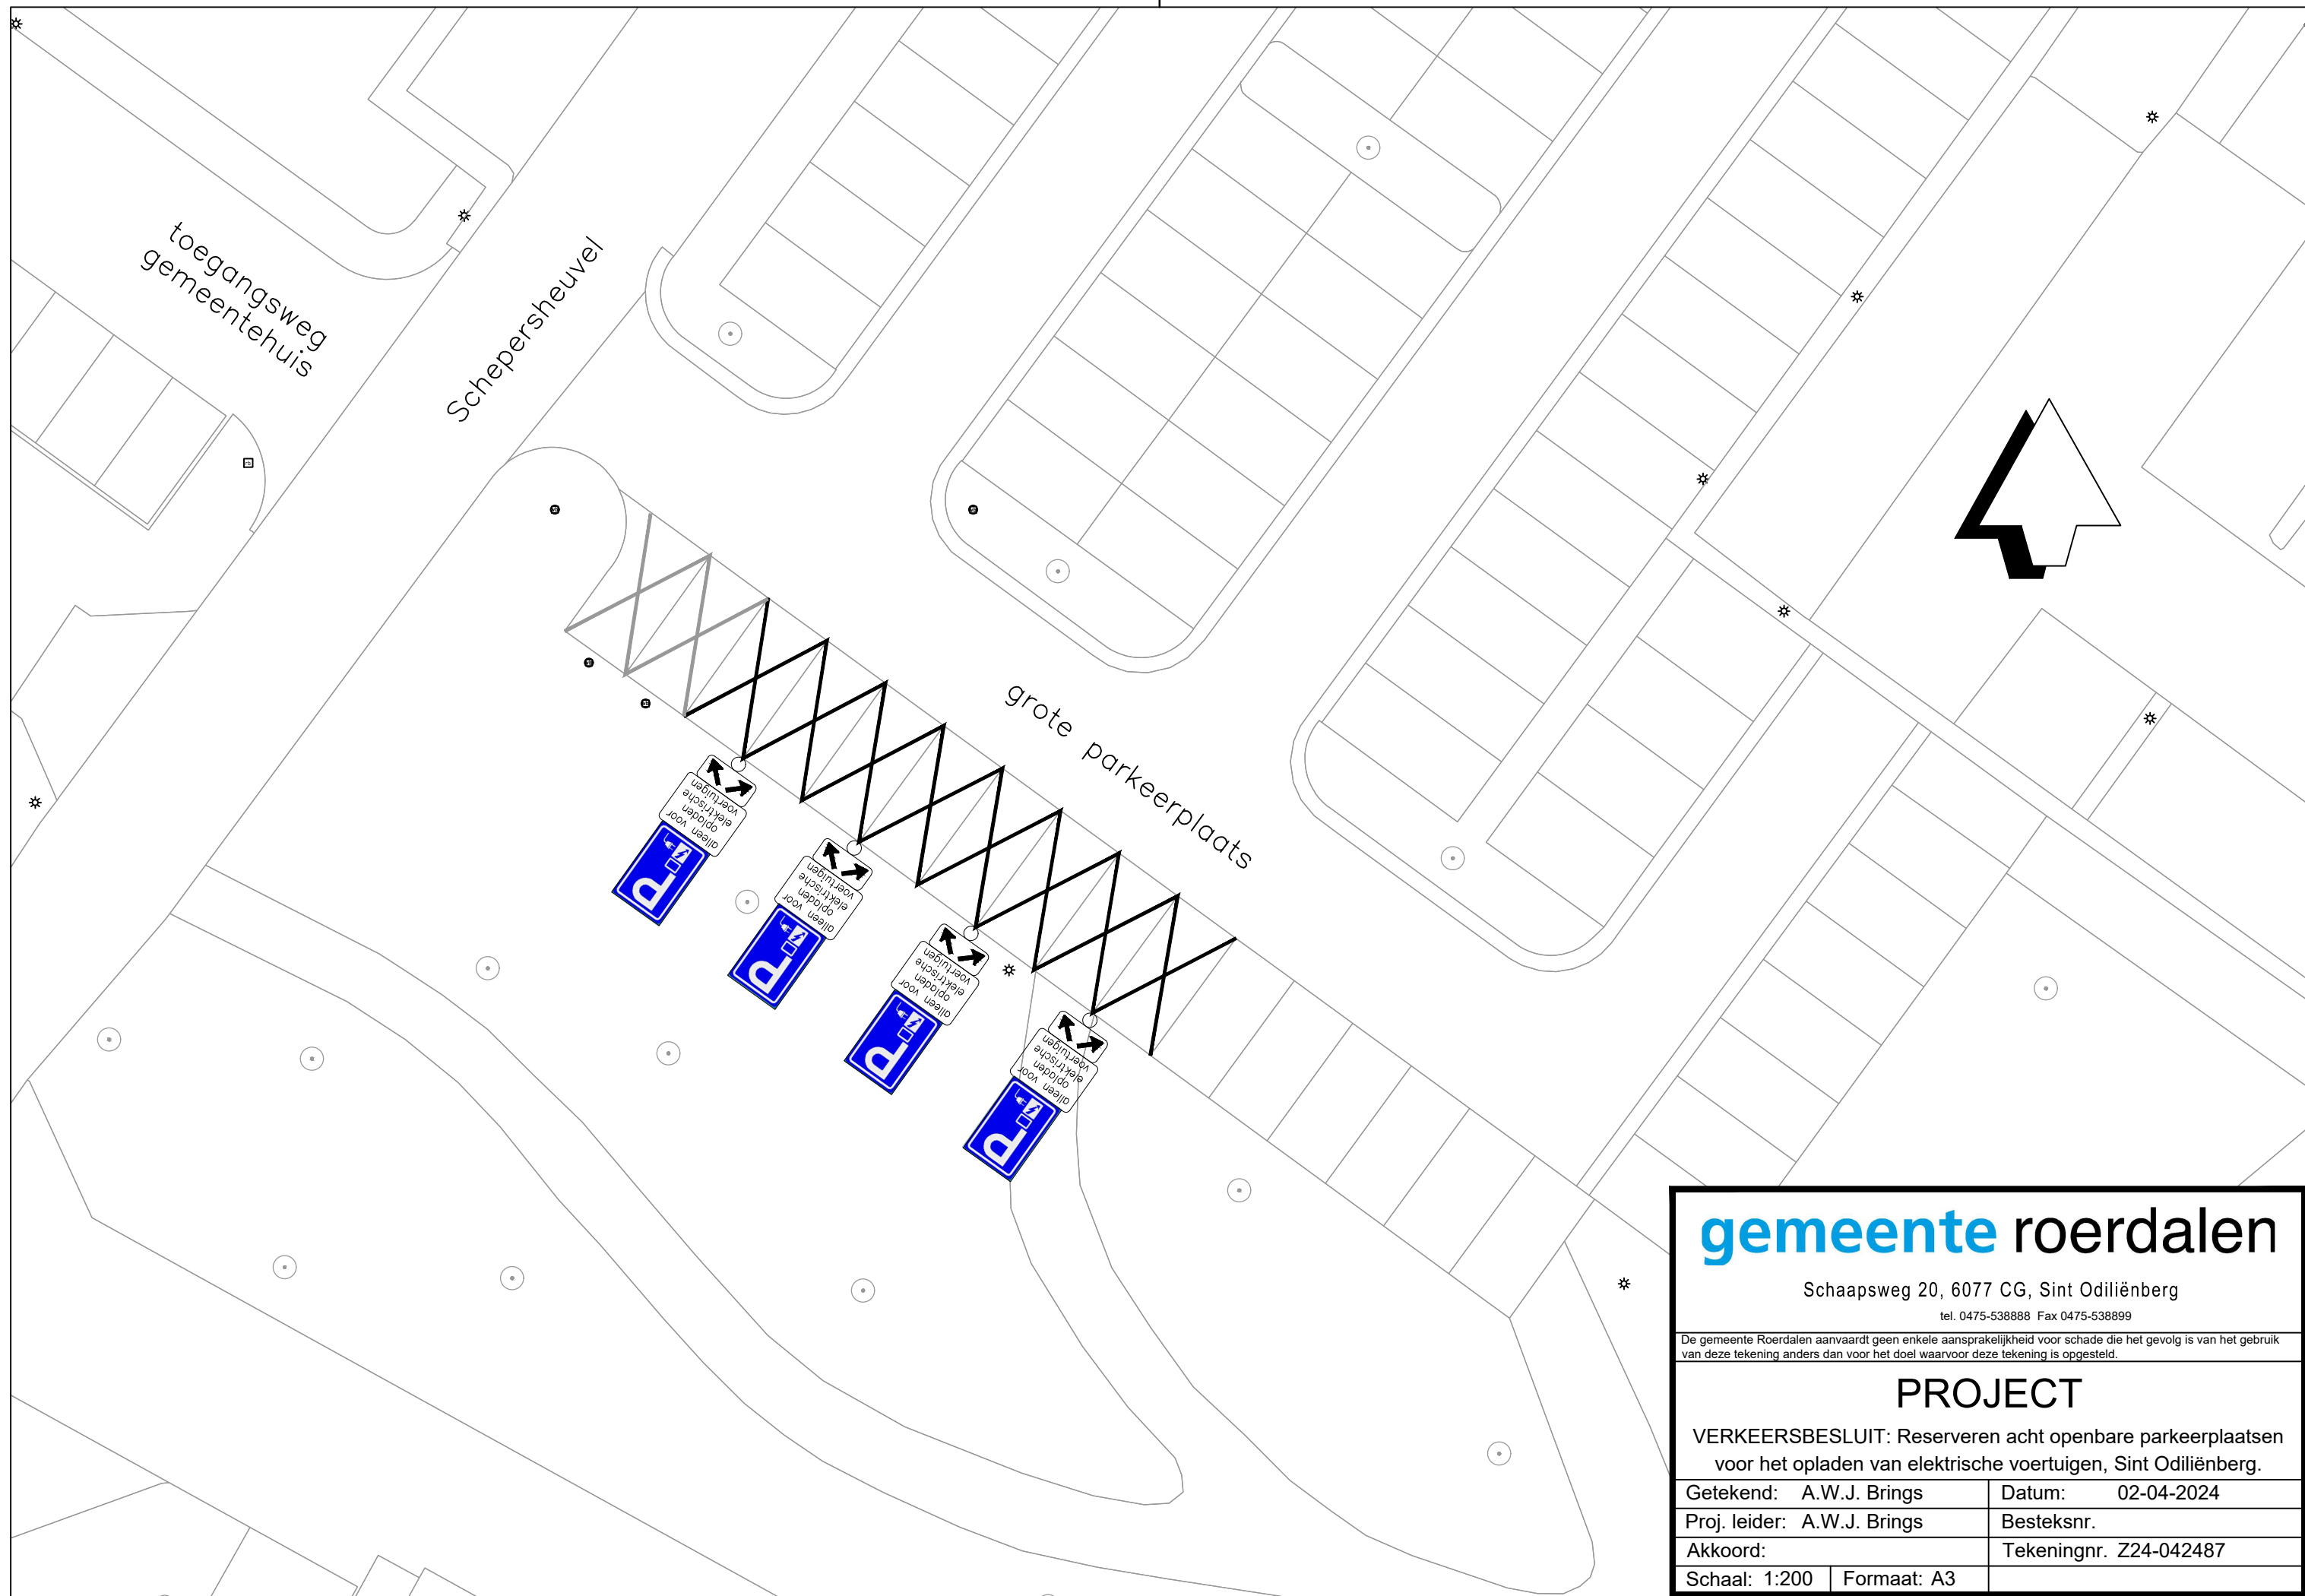 toegangsweg
gemeentehuis
Schepersheuvel
grote parkeerplaats
alleen voor
opladen
elektrische
voertuigen
P
alleen voor
opladen
elektrische
voertuigen
P
alleen voor
opladen
elektrische
voertuigen
P
alleen voor
opladen
elektrische
voertuigen
P
gemeente roerdalen
Schaapsweg 20, 6077 CG, Sint Odiliënberg
tel. 0475-538888 Fax 0475-538899
De gemeente Roerdalen aanvaardt geen enkele aansprakelijkheid voor schade die het gevolg is van het gebruik
van deze tekening anders dan voor het doel waarvoor deze tekening is opgesteld.
PROJECT
VERKEERSBESLUIT: Reserveren acht openbare parkeerplaatsen
voor het opladen van elektrische voertuigen, Sint Odiliënberg.
Getekend: A.W.J. Brings Datum: 02-04-2024
Proj. leider: A.W.J. Brings Besteksnr.
Akkoord: Tekeningnr. Z24-042487
Schaal: 1:200 Formaat: A3